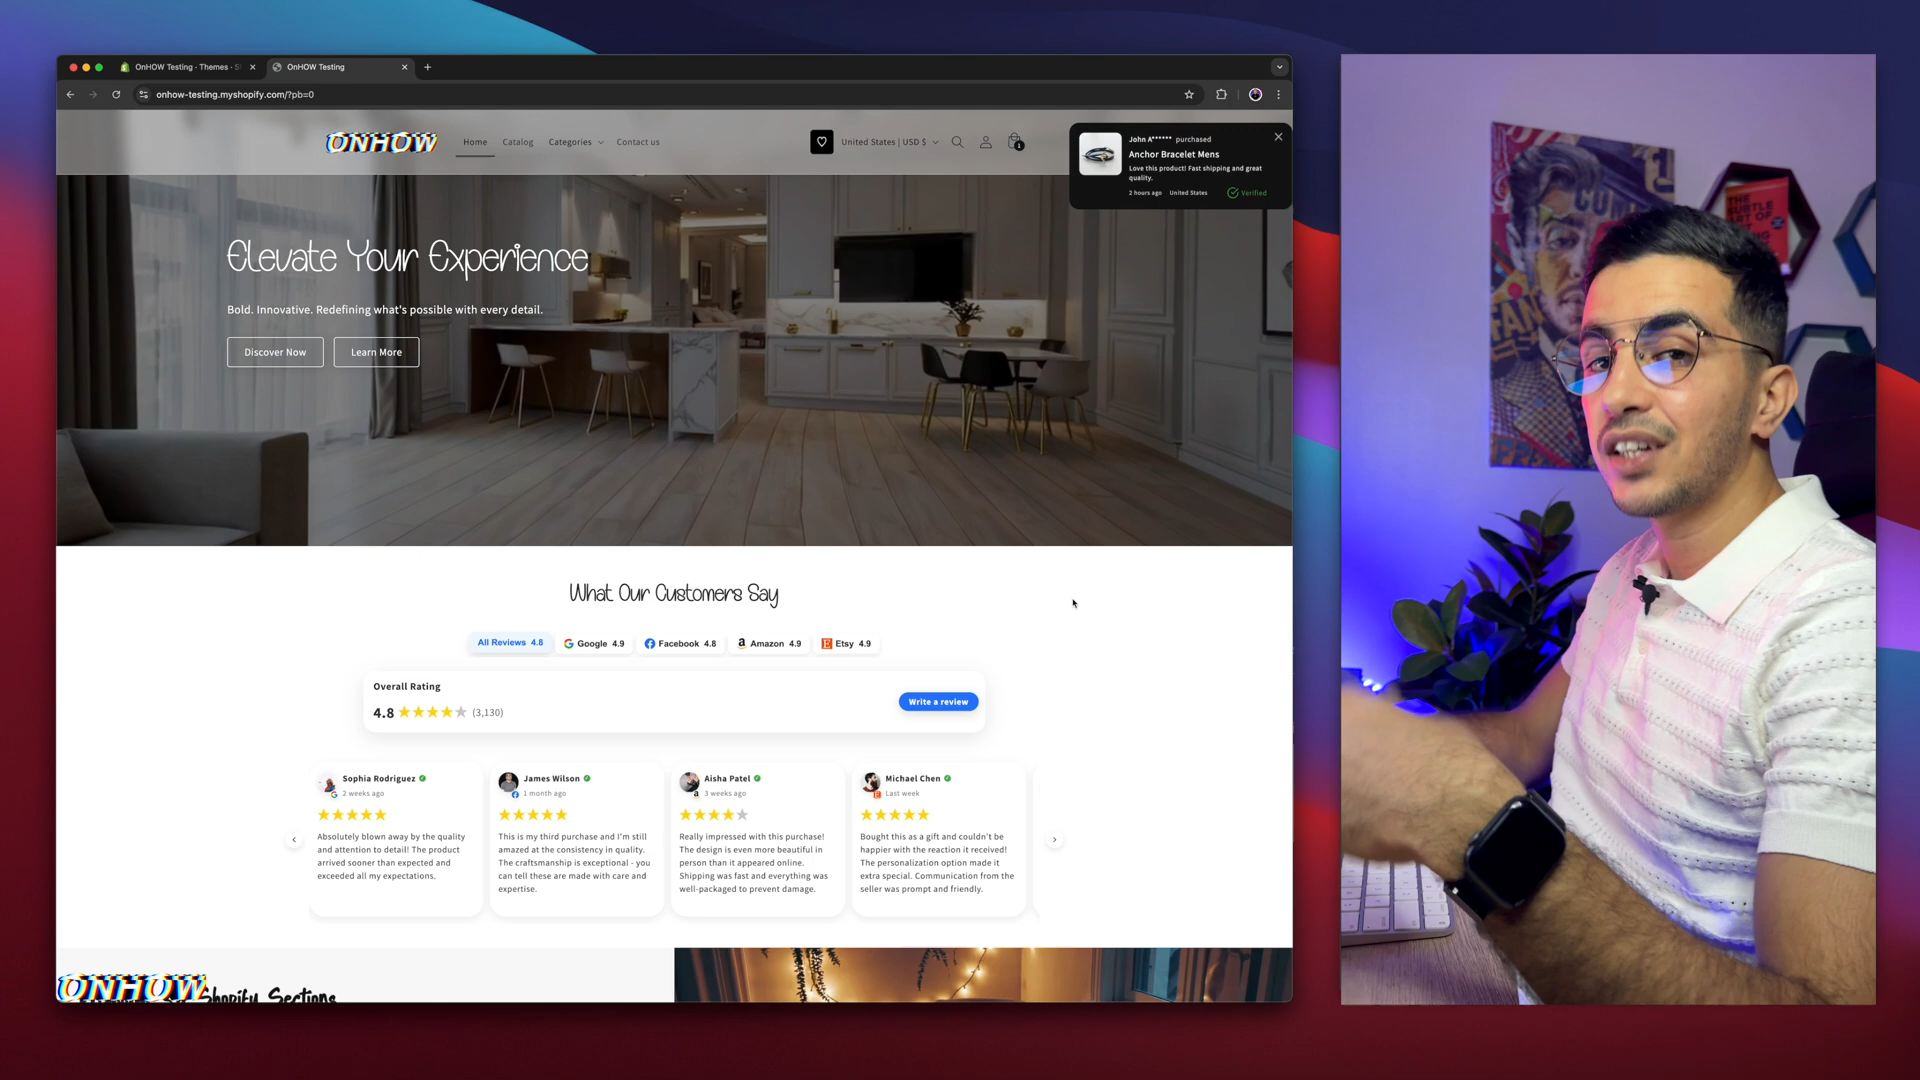 OnHOW Testing - Themes - S
OnHOW Testing
onhow-testing.myshopify.com/?pb=0
ONHOW
Home
Catalog
Categories
Contact us
United States | USD $
1
John A****** purchased
Anchor Bracelet Mens
Love this product! Fast shipping and great
quality.
2 hours ago United States Verified
Elevate Your Experience
Bold. Innovative. Redefining what's possible with every detail.
Discover Now
Learn More
What Our Customers Say
All Reviews 4.8
Google 4.9
Facebook 4.8
Amazon 4.9
Etsy 4.9
Overall Rating
4.8 (3,130)
Write a review
Sophia Rodriguez
2 weeks ago
Absolutely blown away by the quality
and attention to detail! The product
arrived sooner than expected and
exceeded all my expectations.
James Wilson
1 month ago
This is my third purchase and I'm still
amazed at the consistency in quality.
The craftsmanship is exceptional - you
can tell these are made with care and
expertise.
Aisha Patel
3 weeks ago
Really impressed with this purchase!
The design is even more beautiful in
person than it appeared online.
Shipping was fast and everything was
well-packaged to prevent damage.
Michael Chen
Last week
Bought this as a gift and couldn't be
happier with the reaction it received!
The personalization option made it
extra special. Communication from the
seller was prompt and friendly.
ONHOW
Shopify Sections
THE
SUBTLE
ART OF